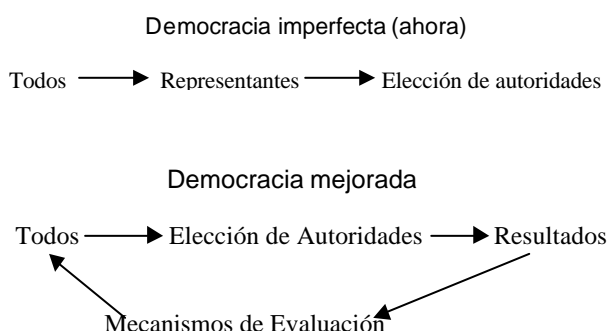 Democracia imperfecta (ahora)
Todos Representantes Elección de autoridades
Democracia mejorada
Todos Elección de Autoridades Resultados
Mecanismos de Evaluación